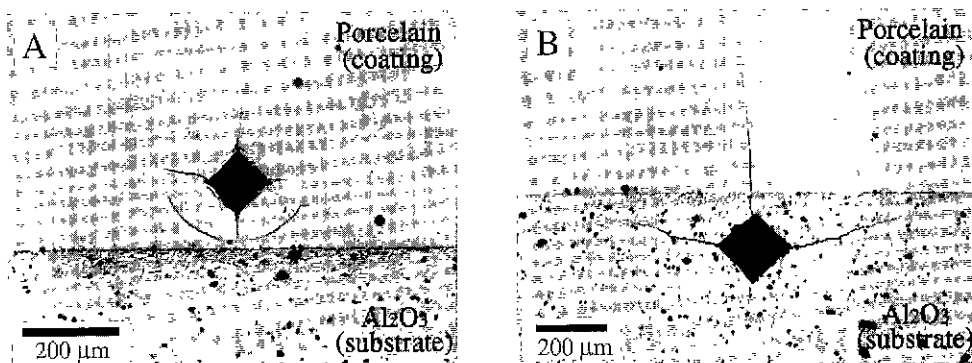 A
Porcelain
(coating)
Al2O3
(substrate)
200 μm
B
Porcelain
(coating)
Al2O3
(substrate)
200 μm